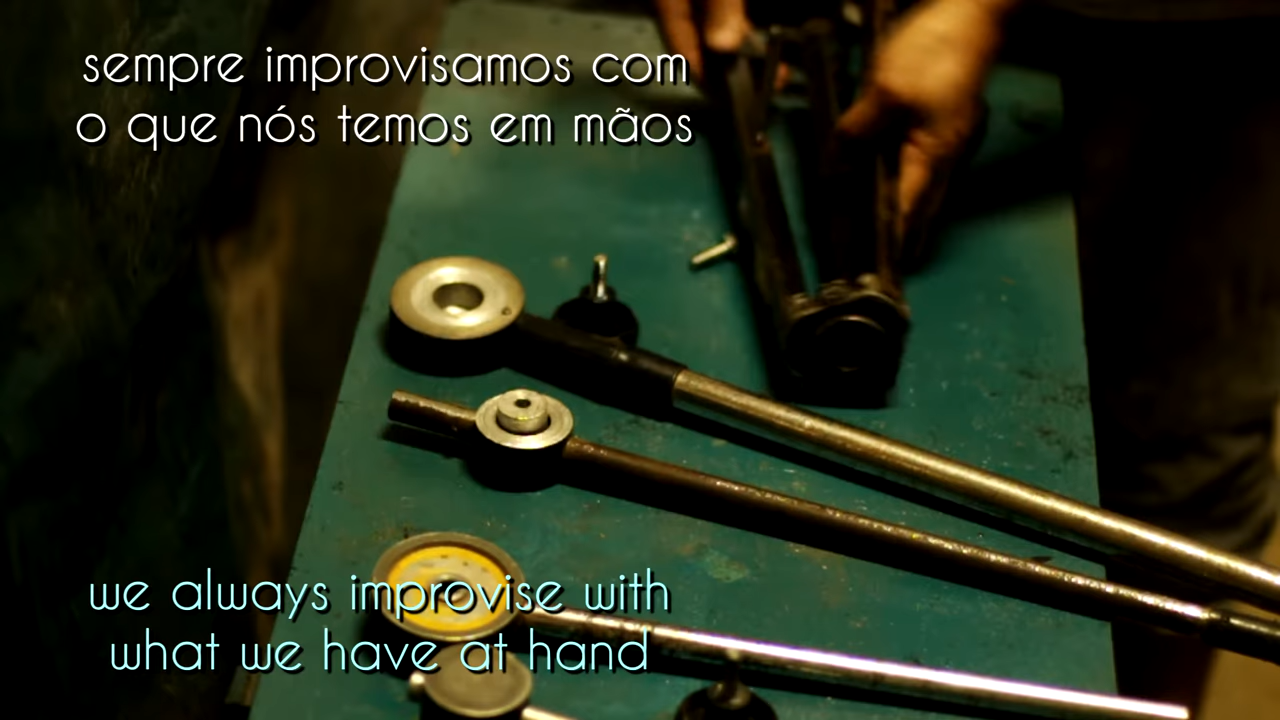 sempre improvisamos com
o que nós temos em mãos
we always improvise with
what we have at hand